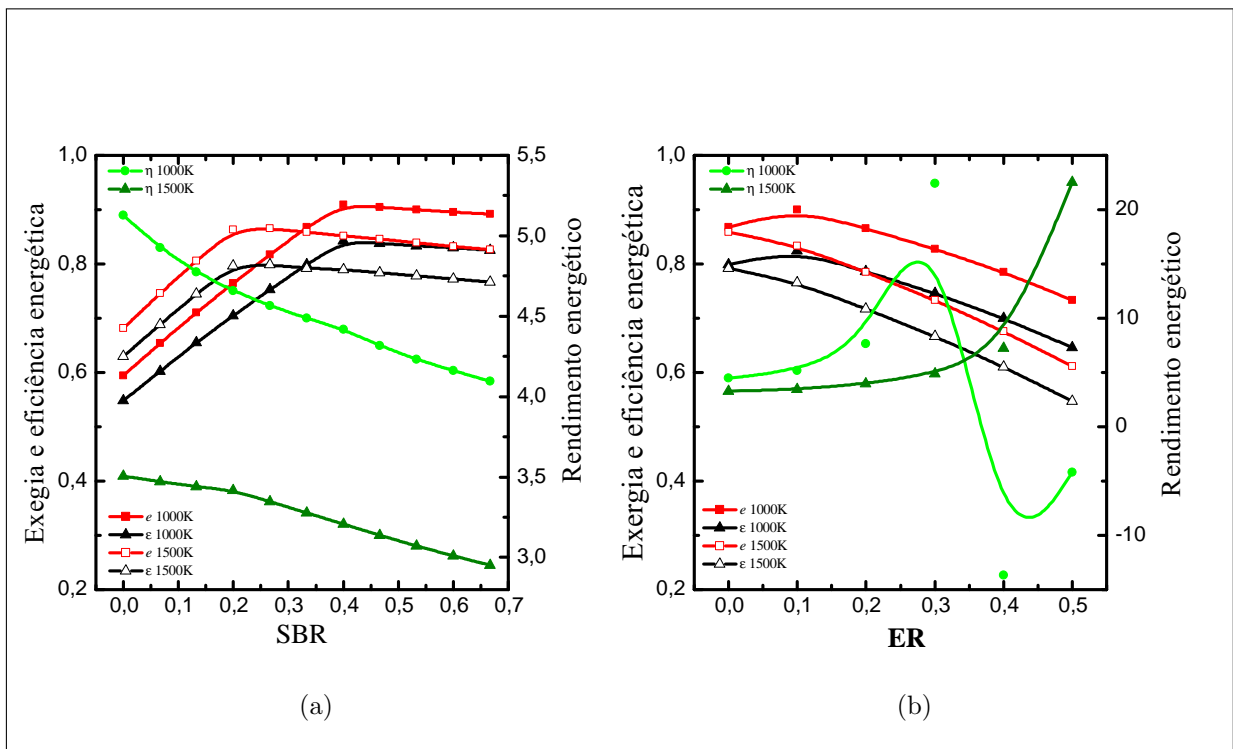 Exegia e eficiência energética
1,0
0,8
0,6
0,4
0,2
η 1000K
η 1500K
e 1000K
ε 1000K
e 1500K
ε 1500K
0,0 0,1 0,2 0,3 0,4 0,5 0,6 0,7
SBR
5,5
5,0
4,5
4,0
3,5
3,0
Rendimento energético
(a)
Exergia e eficiência energética
1,0
0,8
0,6
0,4
0,2
η 1000K
η 1500K
e 1000K
ε 1000K
e 1500K
ε 1500K
0,0 0,1 0,2 0,3 0,4 0,5
ER
20
10
0
-10
Rendimento energético
(b)